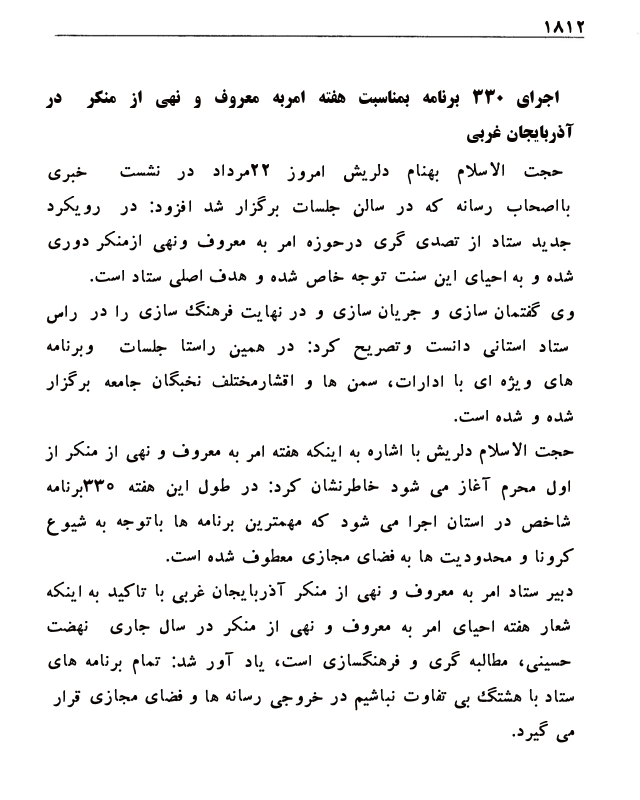 ۱۸۱۲
اجرای ۳۳۰ برنامه بمناسبت هفته امربه معروف و نهی از منکر در
آذربایجان غربی
حجت الاسلام بهنام دلریش امروز ۲۲مرداد در نشست خبری
بااصحاب رسانه که در سالن جلسات برگزار شد افزود: در رویکرد
جدید ستاد از تصدی گری درحوزه امر به معروف ونهی ازمنکر دوری
شده و به احیای این سنت توجه خاص شده و هدف اصلی ستاد است.
وی گفتمان سازی و جریان سازی و در نهایت فرهنگ سازی را در راس
ستاد استانی دانست وتصریح کرد: در همین راستا جلسات وبرنامه
های ویژه ای با ادارات، سمن ها و اقشارمختلف نخبگان جامعه برگزار
شده و شده است.
حجت الاسلام دلریش با اشاره به اینکه هفته امر به معروف و نهی از منکر از
اول محرم آغاز می شود خاطرنشان کرد: در طول این هفته ۳۳۰برنامه
شاخص در استان اجرا می شود که مهمترین برنامه ها باتوجه به شیوع
کرونا و محدودیت ها به فضای مجازی معطوف شده است.
دبیر ستاد امر به معروف و نهی از منکر آذربایجان غربی با تاکید به اینکه
شعار هفته احیای امر به معروف و نهی از منکر در سال جاری نهضت
حسینی، مطالبه گری و فرهنگسازی است، یاد آور شد: تمام برنامه های
ستاد با هشتگ بی تفاوت نباشیم در خروجی رسانه ها و فضای مجازی قرار
می گیرد.